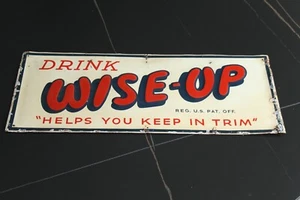 DRINK
WISE-UP
REG. U.S. PAT. OFF.
"HELPS YOU KEEP IN TRIM"